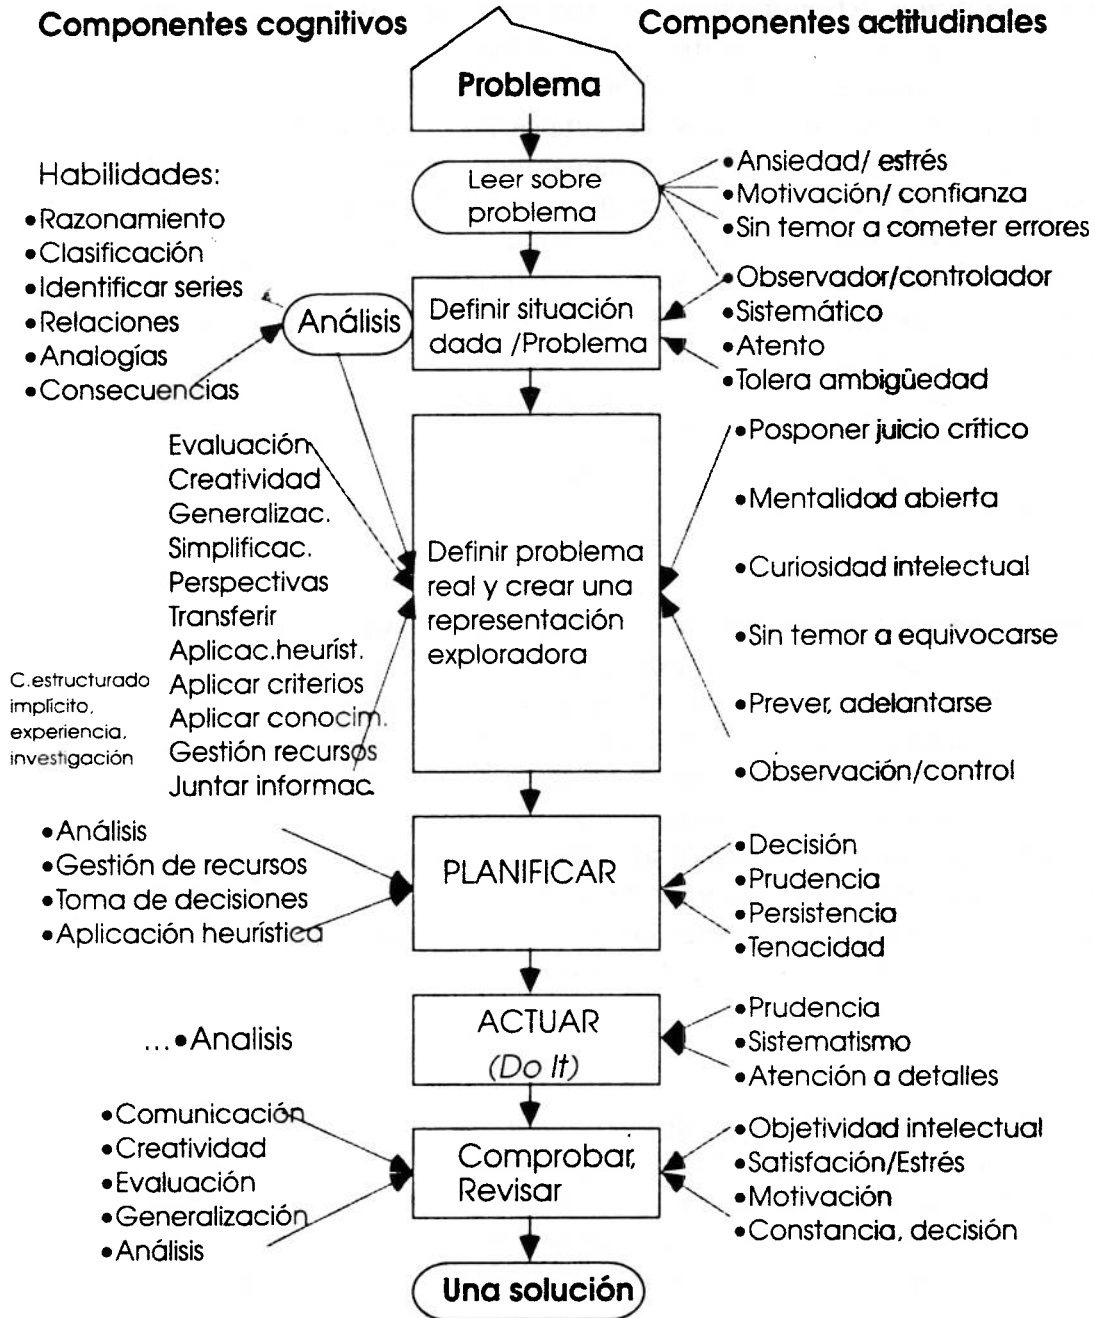 Componentes cognitivos
Componentes actitudinales
Problema
Leer sobre
problema
•Ansiedad/ estrés
•Motivación/ confianza
•Sin temor a cometer errores
Habilidades:
•Razonamiento
•Clasificación
•Identificar series
•Relaciones
•Analogías
•Consecuencias
Análisis
Definir situación
dada /Problema
•Observador/controlador
•Sistemático
•Atento
•Tolera ambigüedad
Evaluación
Creatividad
Generalizac.
Simplificac.
Perspectivas
Transferir
Aplicac.heuríst.
Aplicar criterios
Aplicar conocim.
Gestión recursos
Juntar informac.
C.estructurado
implícito,
experiencia,
investigación
Definir problema
real y crear una
representación
exploradora
•Posponer juicio crítico
•Mentalidad abierta
•Curiosidad intelectual
•Sin temor a equivocarse
•Prever, adelantarse
•Observación/control
•Análisis
•Gestión de recursos
•Toma de decisiones
•Aplicación heurística
PLANIFICAR
•Decisión
•Prudencia
•Persistencia
•Tenacidad
...•Analisis
ACTUAR
(Do It)
•Prudencia
•Sistematismo
•Atención a detalles
•Comunicación
•Creatividad
•Evaluación
•Generalización
•Análisis
Comprobar,
Revisar
•Objetividad intelectual
•Satisfación/Estrés
•Motivación
•Constancia, decisión
Una solución